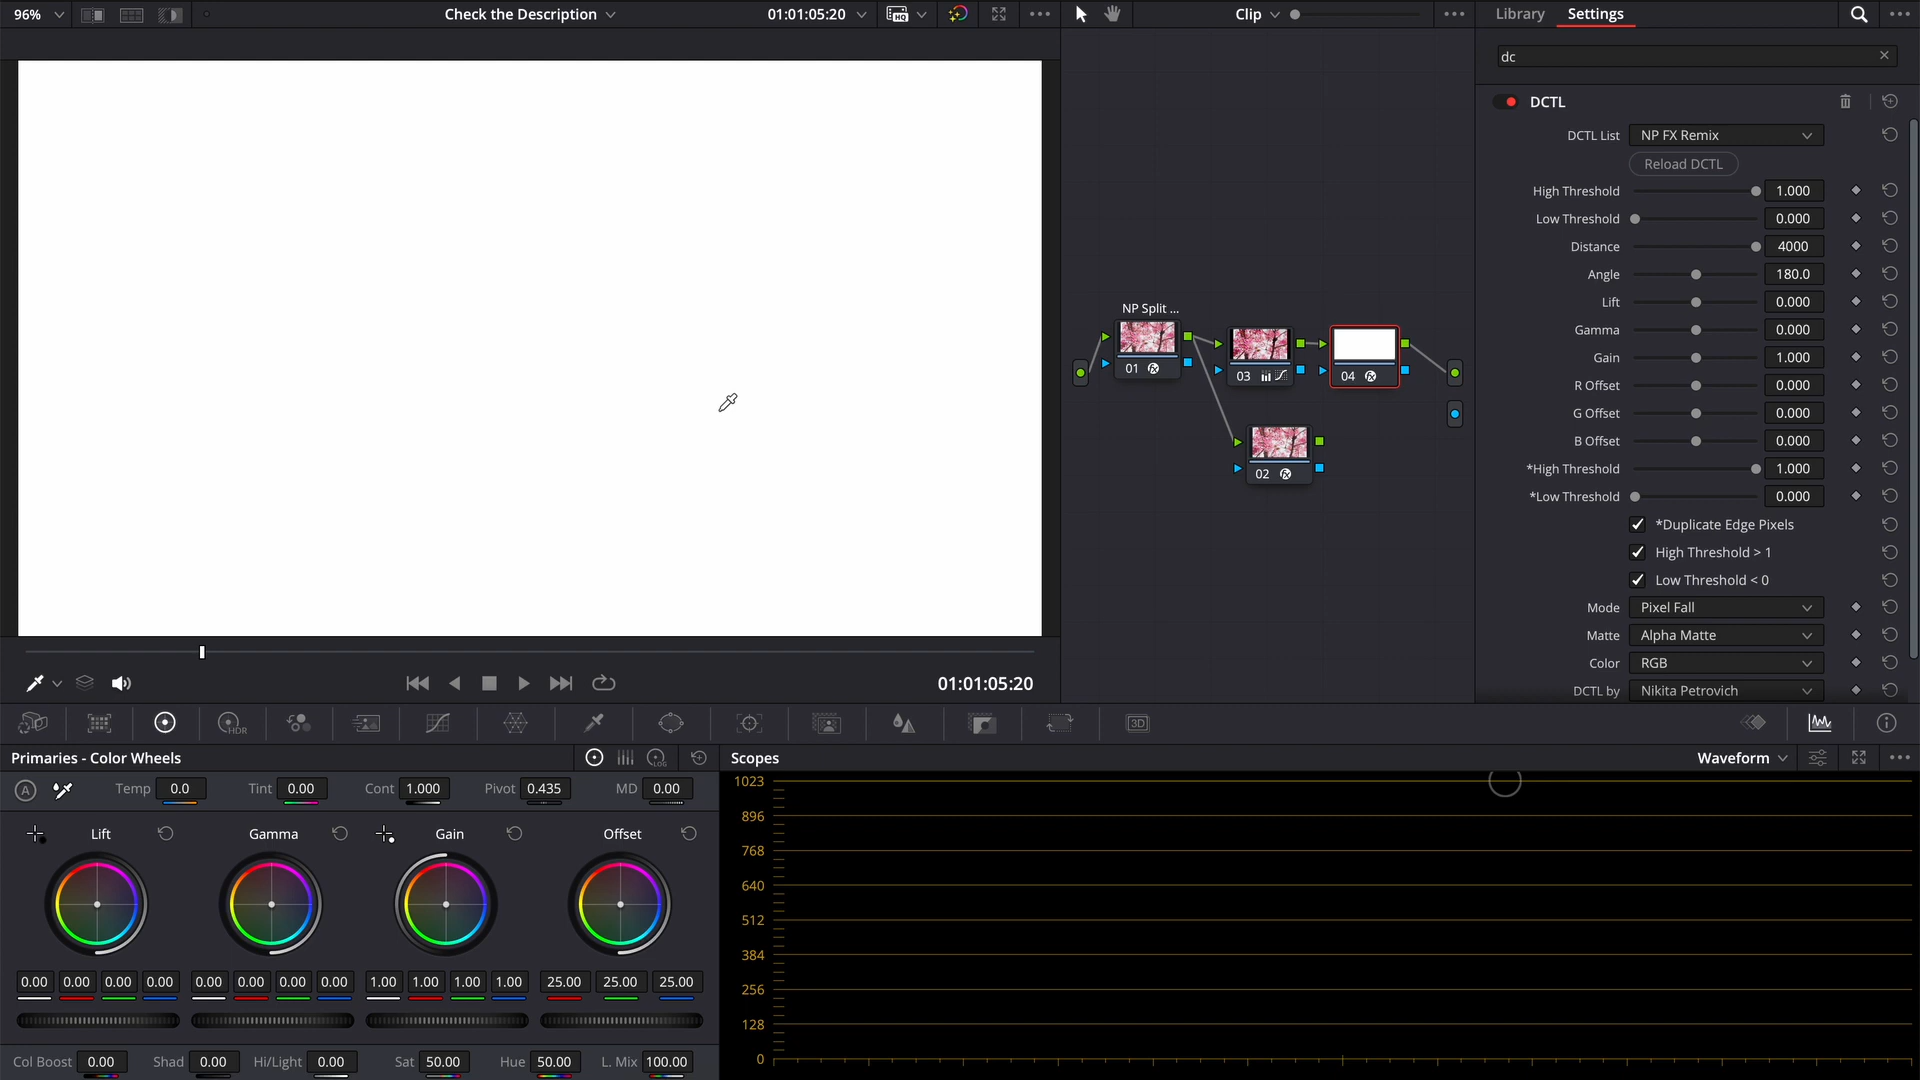 96%
Check the Description
01:01:05:20
HQ
Clip
Library
Settings
dc
DCTL
DCTL List
NP FX Remix
Reload DCTL
High Threshold
1.000
Low Threshold
0.000
Distance
4000
Angle
180.0
Lift
0.000
Gamma
0.000
Gain
1.000
R Offset
0.000
G Offset
0.000
B Offset
0.000
*High Threshold
1.000
*Low Threshold
0.000
*Duplicate Edge Pixels
High Threshold > 1
Low Threshold < 0
Mode
Pixel Fall
Matte
Alpha Matte
Color
RGB
DCTL by
Nikita Petrovich
NP Split ...
01
03
04
02
01:01:05:20
HDR
3D
Primaries - Color Wheels
LOG
A
Temp
0.0
Tint
0.00
Cont
1.000
Pivot
0.435
MD
0.00
Lift
Gamma
Gain
Offset
0.00 0.00 0.00 0.00
0.00 0.00 0.00 0.00
1.00 1.00 1.00 1.00
25.00 25.00 25.00
Col Boost
0.00
Shad
0.00
Hi/Light
0.00
Sat
50.00
Hue
50.00
L. Mix
100.00
Scopes
Waveform
1023
896
768
640
512
384
256
128
0